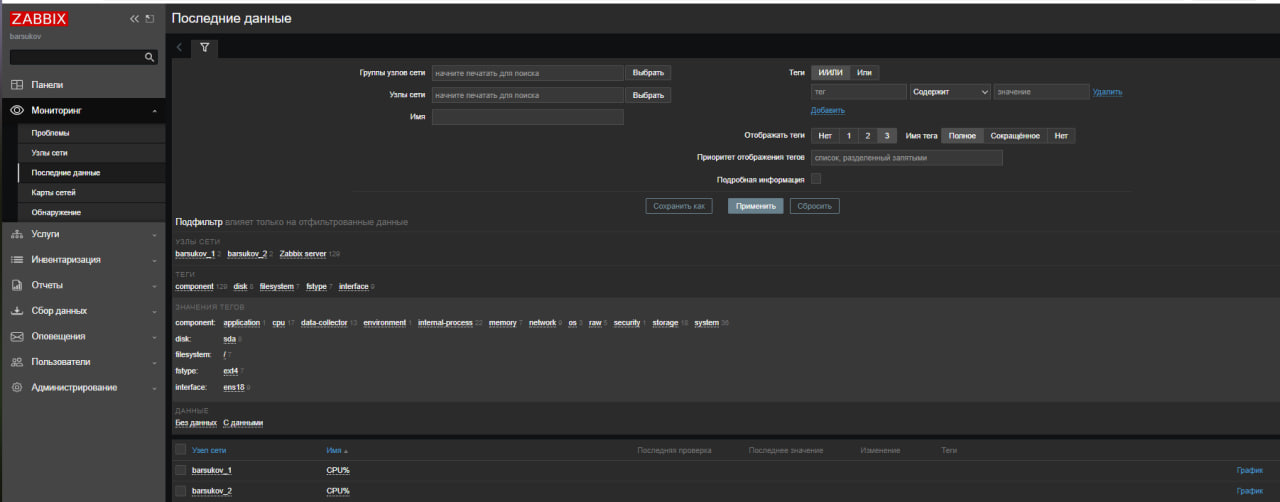 ZABBIX
Последние данные
barsukov
Группы узлов сети начните печатать для поиска Выбрать Теги И/ИЛИ Или
Панели
Узлы сети начните печатать для поиска Выбрать тег Содержит значение Удалить
Мониторинг
Имя Добавить
Проблемы
Отображать теги Нет 1 2 3 Имя тега Полное Сокращённое Нет
Узлы сети
Приоритет отображения тегов список, разделенный запятыми
Последние данные
Подробная информация
Карты сетей
Сохранить как Применить Сбросить
Обнаружение
Подфильтр влияет только на отфильтрованные данные
Услуги
УЗЛЫ СЕТИ
barsukov_1 2 barsukov_2 2 Zabbix server 129
Инвентаризация
ТЕГИ
component 129 disk 8 filesystem 7 fstype 7 interface 9
Отчеты
ЗНАЧЕНИЯ ТЕГОВ
Сбор данных
component: application 1 cpu 17 data-collector 13 environment 1 internal-process 22 memory 7 network 9 os 3 raw 5 security 1 storage 18 system 36
Оповещения
disk: sda 8
filesystem: / 7
Пользователи
fstype: ext4 7
interface: ens18 9
Администрирование
ДАННЫЕ
Без данных С данными
Узел сети Имя Последняя проверка Последнее значение Изменение Теги
barsukov_1 CPU% График
barsukov_2 CPU% График